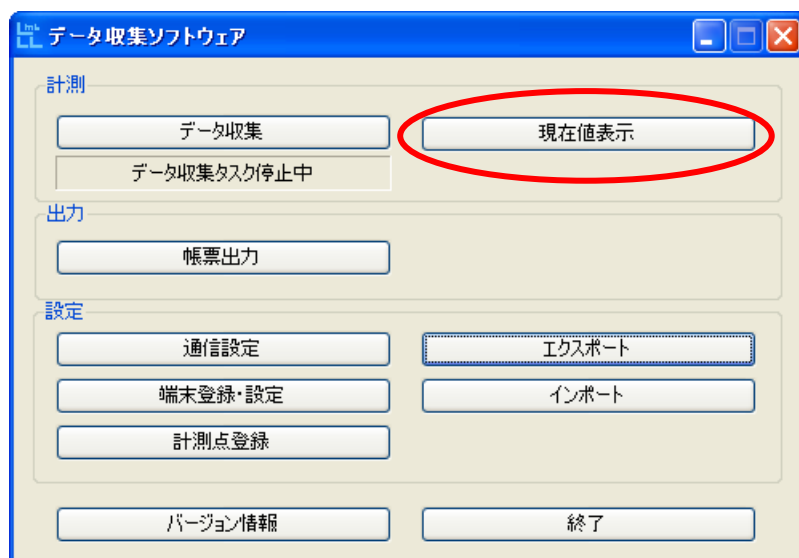 データ収集ソフトウェア
計測
データ収集
現在値表示
データ収集タスク停止中
出力
帳票出力
設定
通信設定
エクスポート
端末登録・設定
インポート
計測点登録
バージョン情報
終了